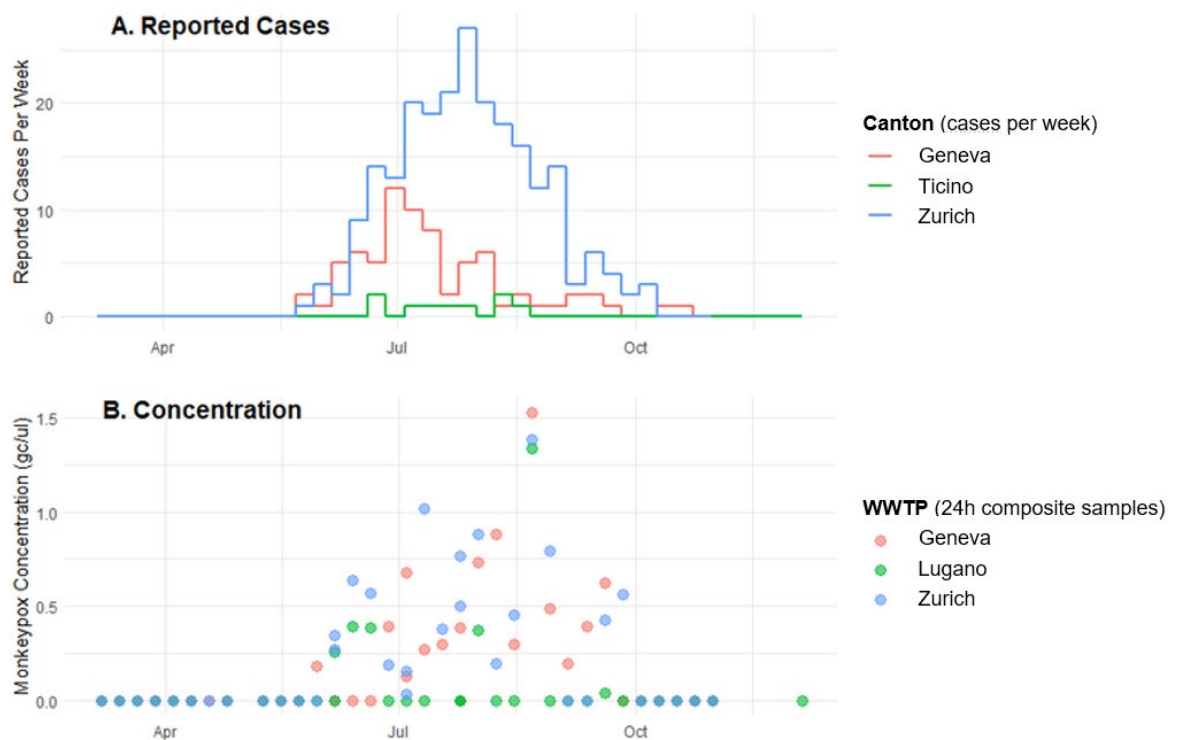 A. Reported Cases
Reported Cases Per Week
20
10
0
Apr
Jul
Oct
Canton (cases per week)
Geneva
Ticino
Zurich
B. Concentration
Monkeypox Concentration (gc/ul)
1.5
1.0
0.5
0.0
Apr
Jul
Oct
WWTP (24h composite samples)
Geneva
Lugano
Zurich